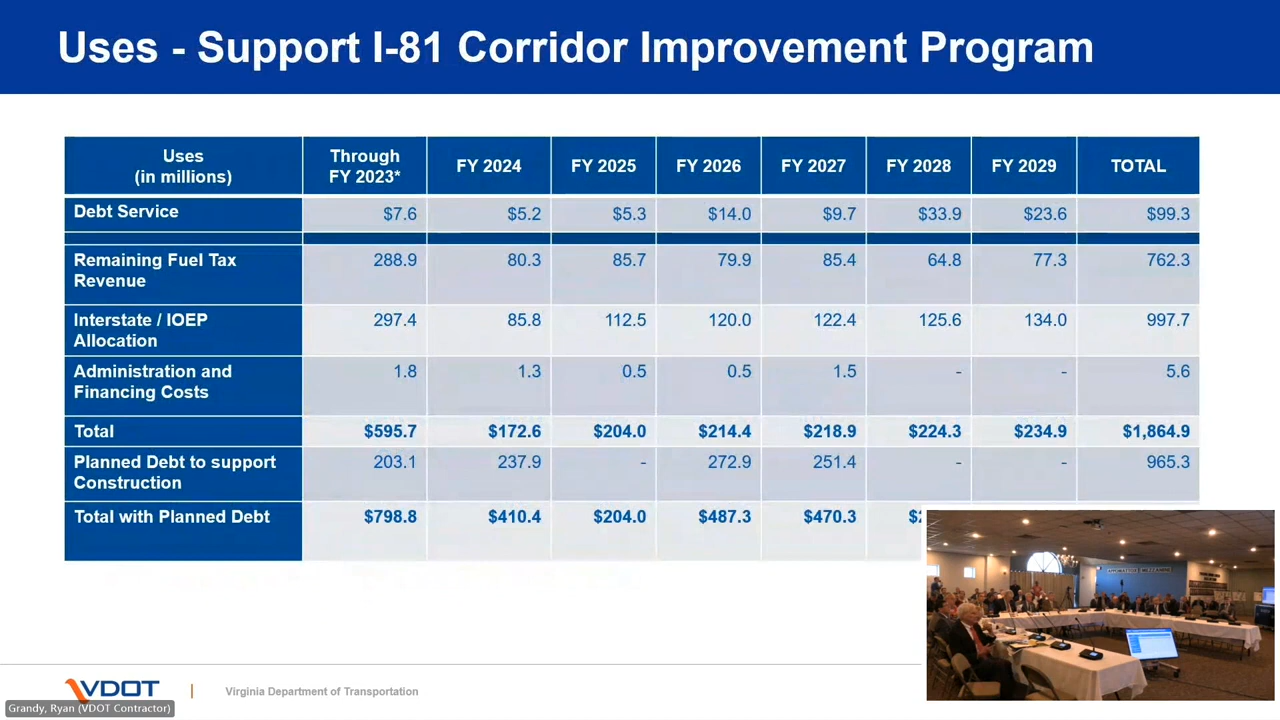 Uses - Support I-81 Corridor Improvement Program
Uses (in millions) Through FY 2023* FY 2024 FY 2025 FY 2026 FY 2027 FY 2028 FY 2029 TOTAL
Debt Service $7.6 $5.2 $5.3 $14.0 $9.7 $33.9 $23.6 $99.3
Remaining Fuel Tax Revenue 288.9 80.3 85.7 79.9 85.4 64.8 77.3 762.3
Interstate / IOEP Allocation 297.4 85.8 112.5 120.0 122.4 125.6 134.0 997.7
Administration and Financing Costs 1.8 1.3 0.5 0.5 1.5 - - 5.6
Total $595.7 $172.6 $204.0 $214.4 $218.9 $224.3 $234.9 $1,864.9
Planned Debt to support Construction 203.1 237.9 - 272.9 251.4 - - 965.3
Total with Planned Debt $798.8 $410.4 $204.0 $487.3 $470.3
VDOT | Virginia Department of Transportation
Grandy, Ryan (VDOT Contractor)